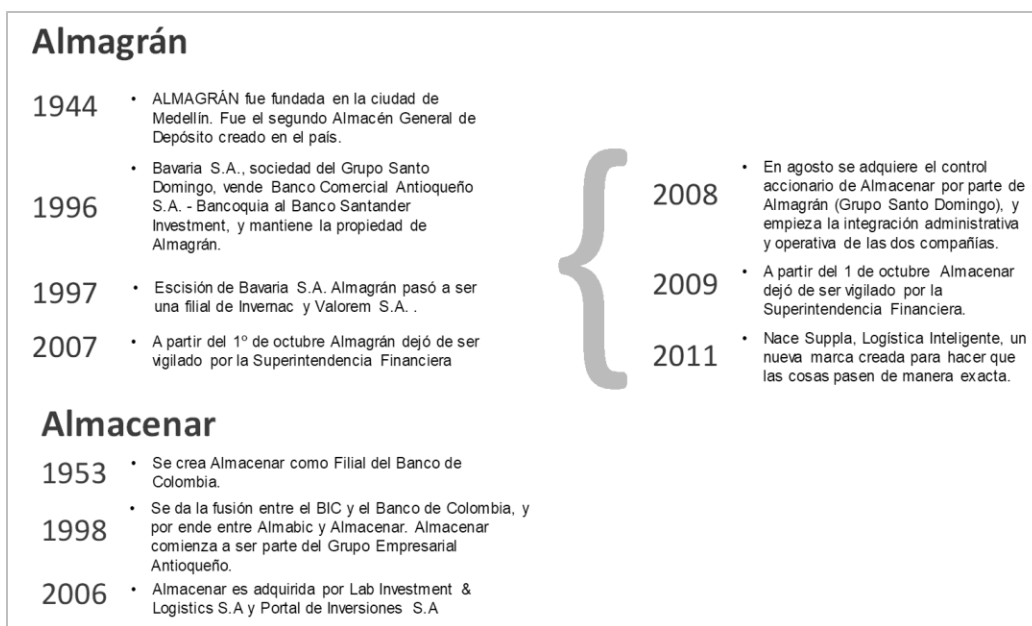 Almagrán
1944
• ALMAGRÁN fue fundada en la ciudad de
Medellín. Fue el segundo Almacén General de
Depósito creado en el país.
1996
• Bavaria S.A., sociedad del Grupo Santo
Domingo, vende Banco Comercial Antioqueño
S.A. - Bancoquia al Banco Santander
Investment, y mantiene la propiedad de
Almagrán.
1997
• Escisión de Bavaria S.A. Almagrán pasó a ser
una filial de Invernac y Valorem S.A. .
2007
• A partir del 1º de octubre Almagrán dejó de ser
vigilado por la Superintendencia Financiera
Almacenar
1953
• Se crea Almacenar como Filial del Banco de
Colombia.
1998
• Se da la fusión entre el BIC y el Banco de Colombia, y
por ende entre Almabic y Almacenar. Almacenar
comienza a ser parte del Grupo Empresarial
Antioqueño.
2006
• Almacenar es adquirida por Lab Investment &
Logistics S.A y Portal de Inversiones S.A
2008
• En agosto se adquiere el control
accionario de Almacenar por parte de
Almagrán (Grupo Santo Domingo), y
empieza la integración administrativa
y operativa de las dos compañías.
2009
• A partir del 1 de octubre Almacenar
dejó de ser vigilado por la
Superintendencia Financiera.
2011
• Nace Suppla, Logística Inteligente, un
nueva marca creada para hacer que
las cosas pasen de manera exacta.